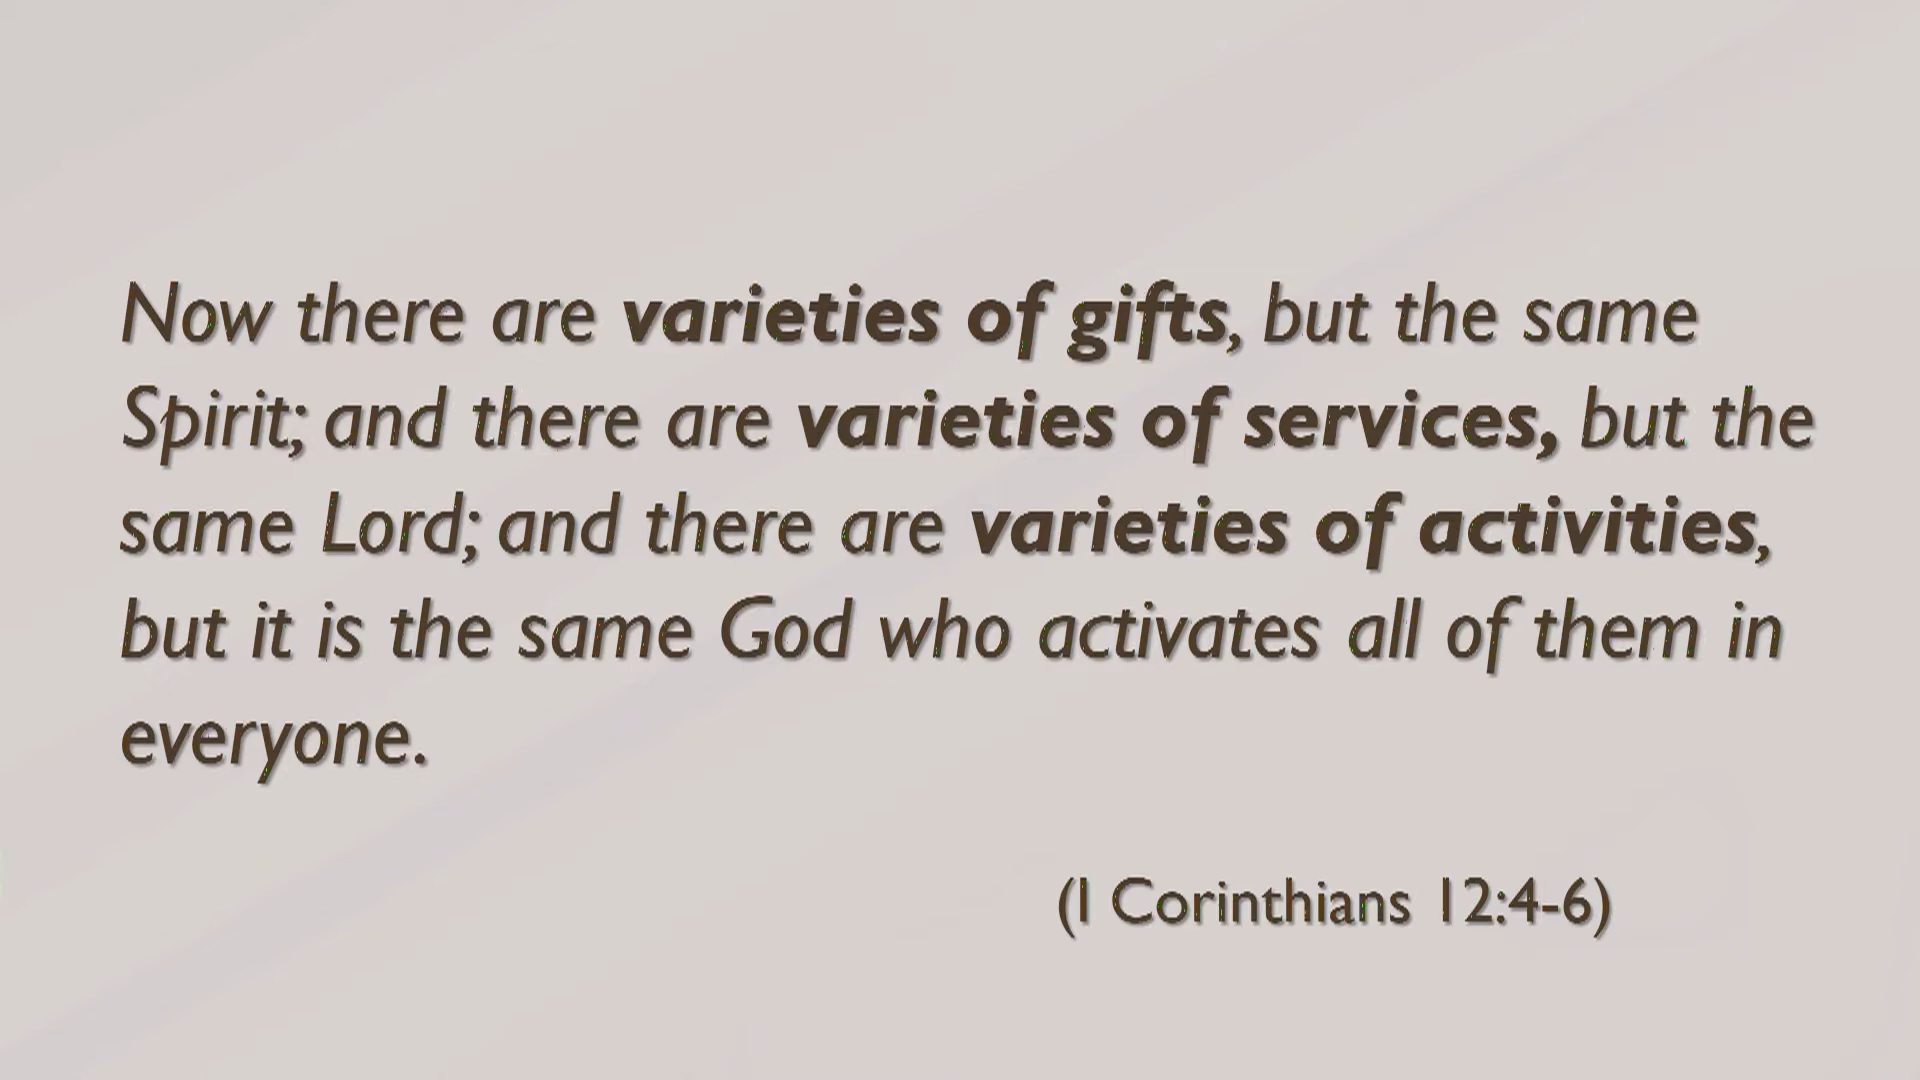 Now there are varieties of gifts, but the same
Spirit; and there are varieties of services, but the
same Lord; and there are varieties of activities,
but it is the same God who activates all of them in
everyone.
(1 Corinthians 12:4-6)